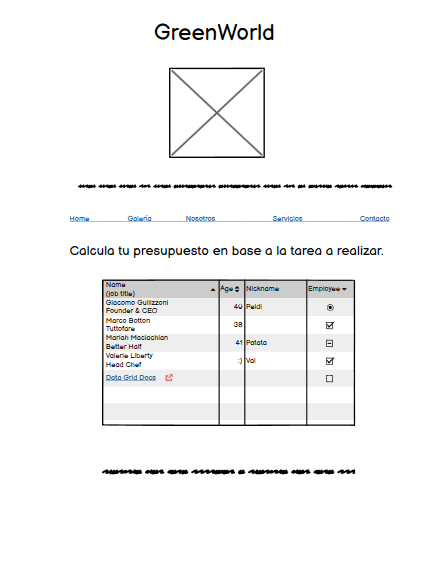 GreenWorld
Home Galería Nosotros Servicios Contacto
Calcula tu presupuesto en base a la tarea a realizar.
Name
(job title) Age Nickname Employee
Giacomo Guilizzoni
Founder & CEO 40 Peldi
Marco Botton
Tuttofare 38
Mariah Maclachlan
Better Half 41 Patata
Valerie Liberty
Head Chef :) Val
Data Grid Docs